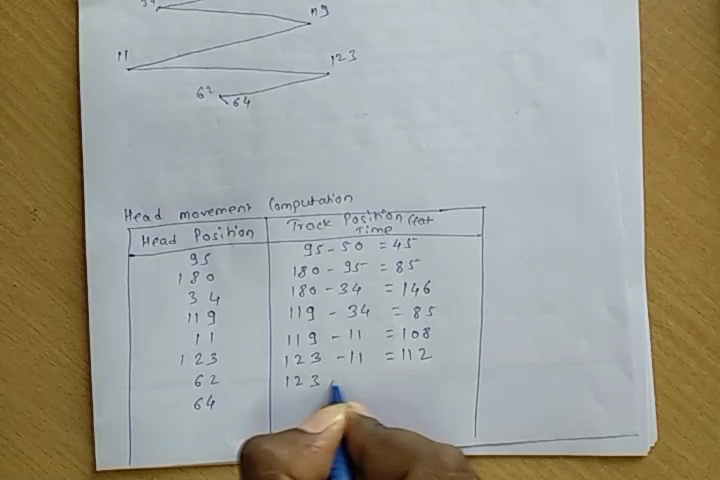 34
119
11
123
62 64
Head movement Computation
Head Position Track Position
Time
95 95 - 50 = 45
180 180 - 95 = 85
34 180 - 34 = 146
119 119 - 34 = 85
11 119 - 11 = 108
123 123 - 11 = 112
62 123
64